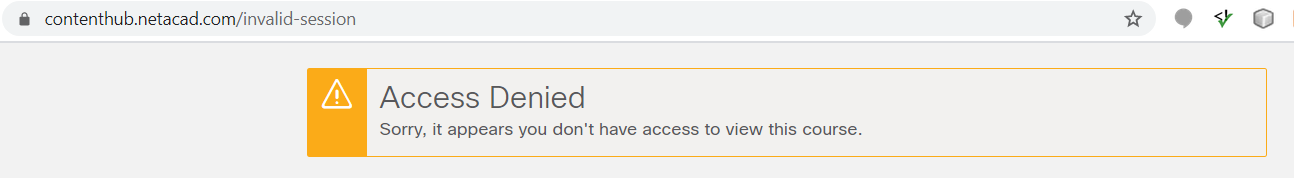 contenthub.netacad.com/invalid-session
Access Denied
Sorry, it appears you don't have access to view this course.